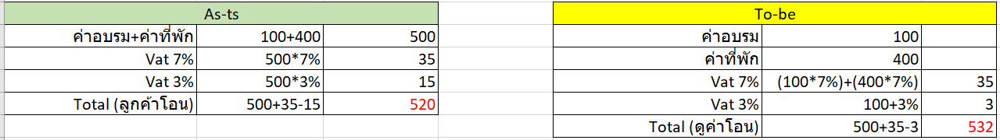 As-ts
ค่าอบรม+ค่าที่พัก 100+400 500
Vat 7% 500*7% 35
Vat 3% 500*3% 15
Total (ลูกค้าโอน) 500+35-15 520
To-be
ค่าอบรม 100
ค่าที่พัก 400
Vat 7% (100*7%)+(400*7%) 35
Vat 3% 100+3% 3
Total (ดูค่าโอน) 500+35-3 532